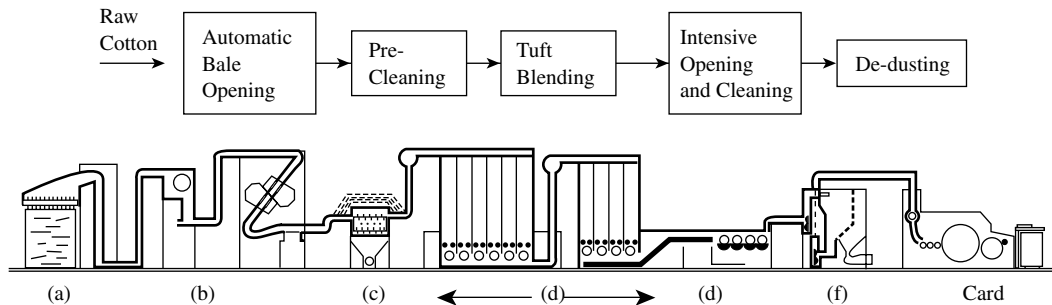 Raw
Cotton
Automatic
Bale
Opening
Pre-
Cleaning
Tuft
Blending
Intensive
Opening
and Cleaning
De-dusting
(a) (b) (c) (d) (d) (f) Card